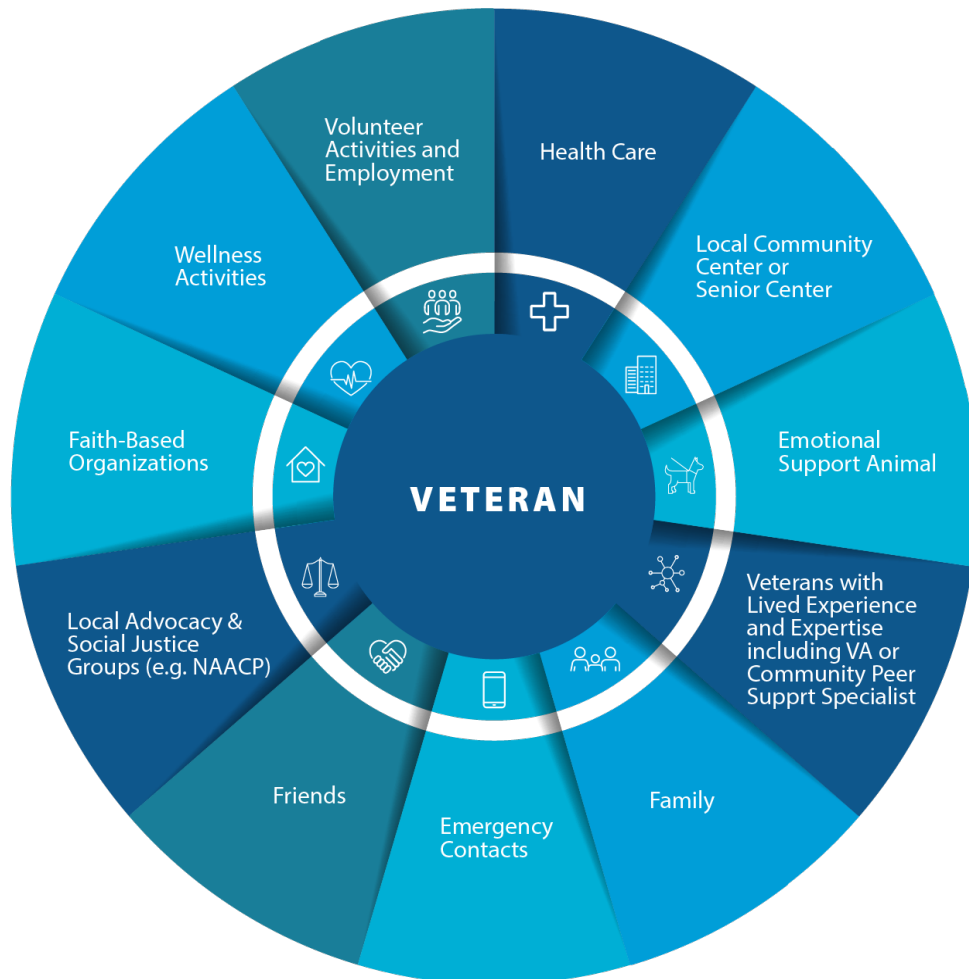 Volunteer
Activities and
Employment
Health Care
Local Community
Center or
Senior Center
Emotional
Support Animal
Veterans with
Lived Experience
and Expertise
including VA or
Community Peer
Supprt Specialist
Family
Emergency
Contacts
Friends
Local Advocacy &
Social Justice
Groups (e.g. NAACP)
Faith-Based
Organizations
Wellness
Activities
VETERAN